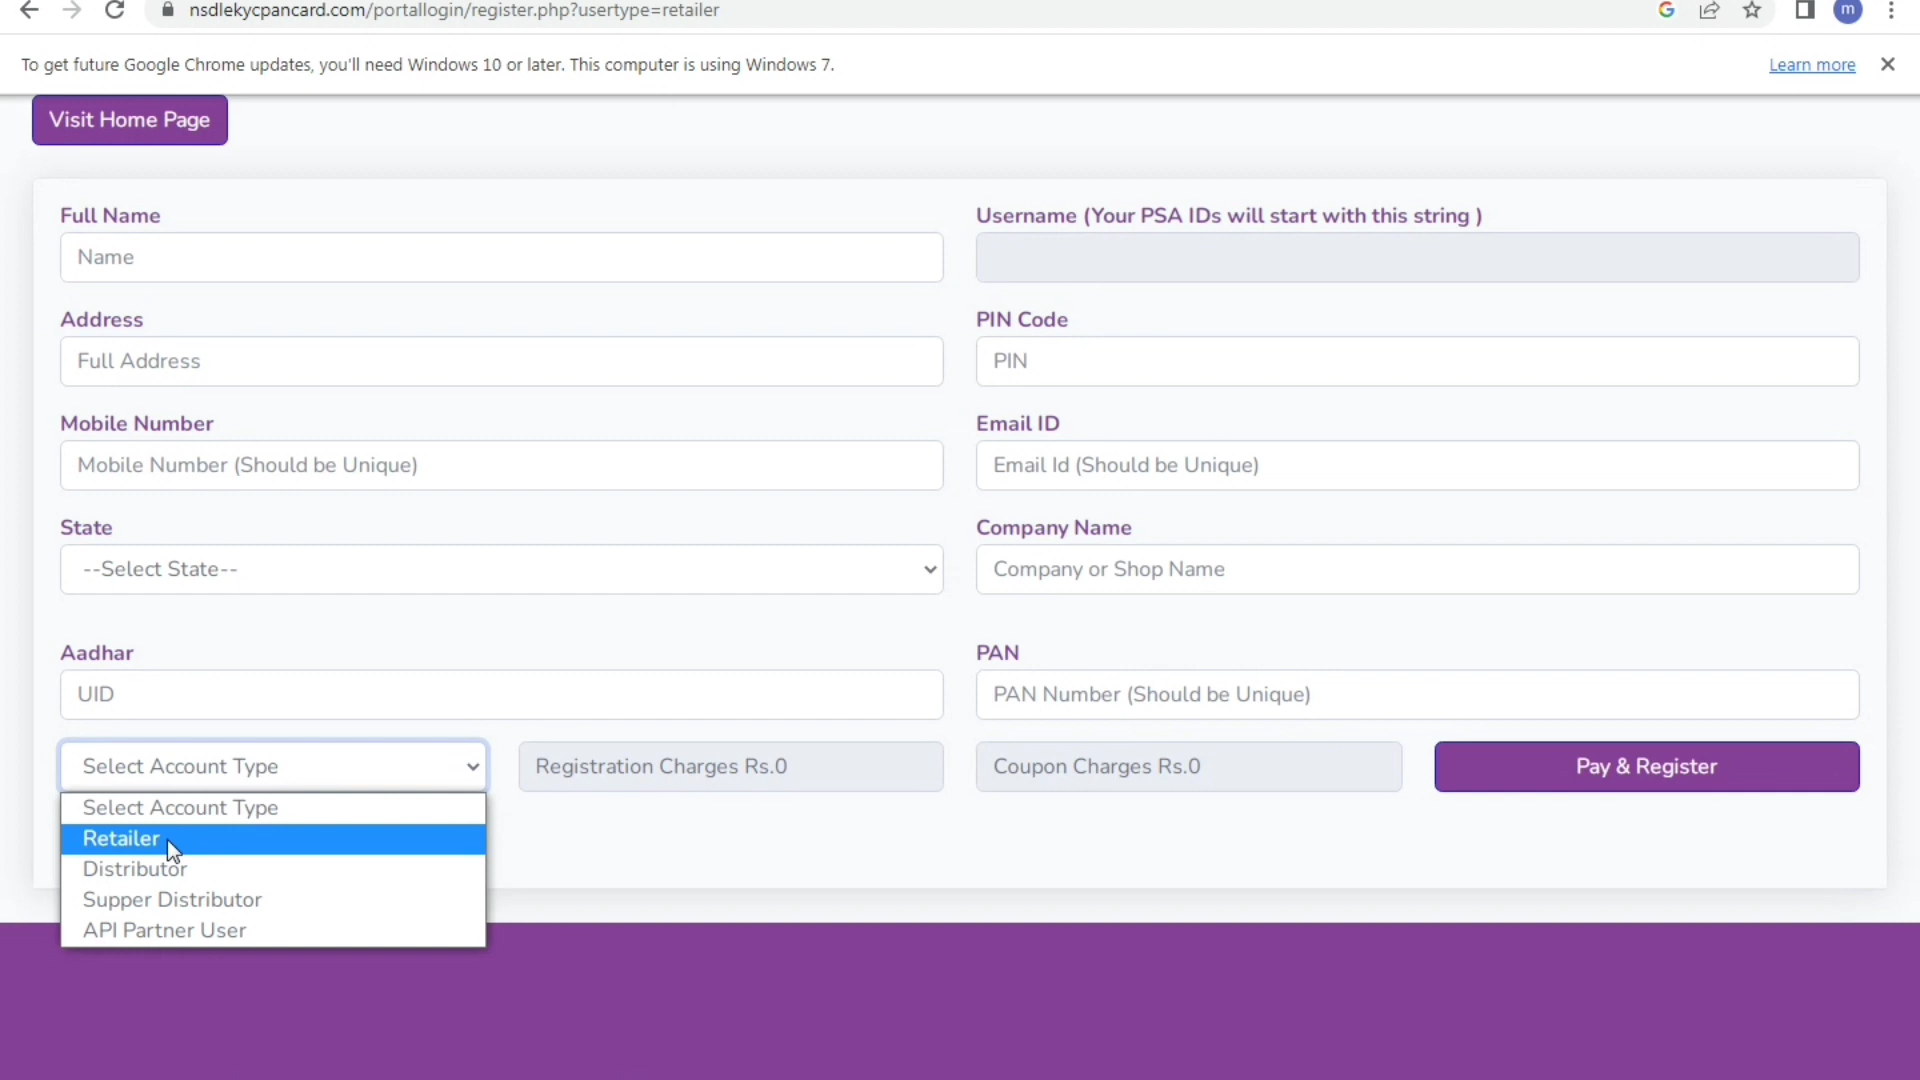 nsdlekycpancard.com/portallogin/register.php?usertype=retailer
m
To get future Google Chrome updates, you'll need Windows 10 or later. This computer is using Windows 7.
Learn more
Visit Home Page
Full Name
Username (Your PSA IDs will start with this string )
Name
Address
PIN Code
Full Address
PIN
Mobile Number
Email ID
Mobile Number (Should be Unique)
Email Id (Should be Unique)
State
Company Name
--Select State--
Company or Shop Name
Aadhar
PAN
UID
PAN Number (Should be Unique)
Select Account Type
Registration Charges Rs.0
Coupon Charges Rs.0
Pay & Register
Select Account Type
Retailer
Distributor
Supper Distributor
API Partner User